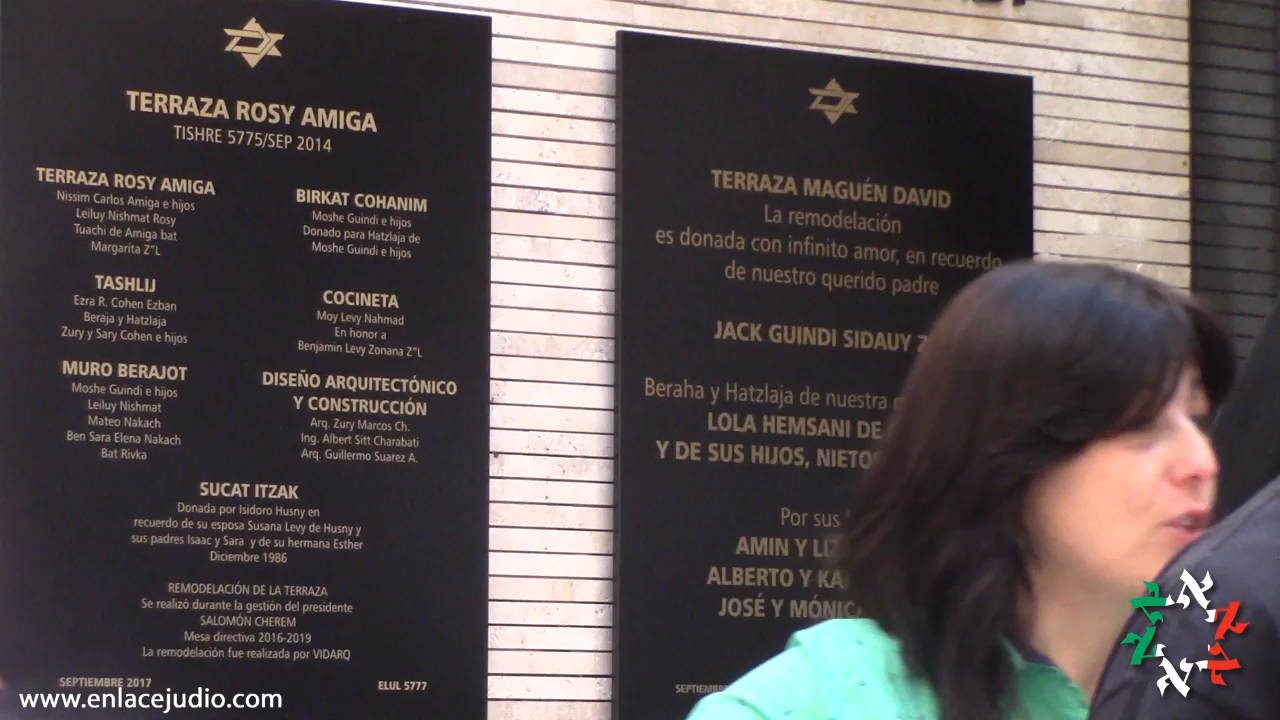 TERRAZA ROSY AMIGA
TISHRE 5775/SEP 2014
TERRAZA ROSY AMIGA
Nissim Carlos Amiga e hijos
Leiluy Nishmat Rosy
Tuachi de Amiga bat
Margarita Z"L
TASHLIJ
Ezra R. Cohen Ezban
Beraja y Hatzlaja
Zury y Sary Cohen e hijos
MURO BERAJOT
Moshe Guindi e hijos
Leiluy Nishmat
Mateo Nakach
Ben Sara Elena Nakach
Bat Rivka
BIRKAT COHANIM
Moshe Guindi e hijos
Donado para Hatzlaja de
Moshe Guindi e hijos
COCINETA
Moy Levy Nahmad
En honor a
Benjamin Levy Zonana Z"L
DISEÑO ARQUITECTÓNICO
Y CONSTRUCCIÓN
Arq. Zury Marcos Ch.
Ing. Albert Sitt Charabati
Arq. Guillermo Suarez A.
SUCAT ITZAK
Donada por Isidoro Husny en
recuerdo de su esposa Susana Levy de Husny y
sus padres Isaac y Sara y de su hermana Esther
Diciembre 1986
REMODELACIÓN DE LA TERRAZA
Se realizó durante la gestión del presidente
SALOMÓN CHEREM
Mesa directiva 2016-2019
La remodelación fue realizada por VIDARQ
SEPTIEMBRE 2017
ELUL 5777
TERRAZA MAGUÉN DAVID
La remodelación
es donada con infinito amor, en recuerdo
de nuestro querido padre
JACK GUINDI SIDAUY
Beraha y Hatzlaja de nuestra
LOLA HEMSANI DE
Y DE SUS HIJOS, NIETOS
Por sus
AMIN Y
ALBERTO Y
JOSÉ Y MÓNICA
www.enlacejudio.com